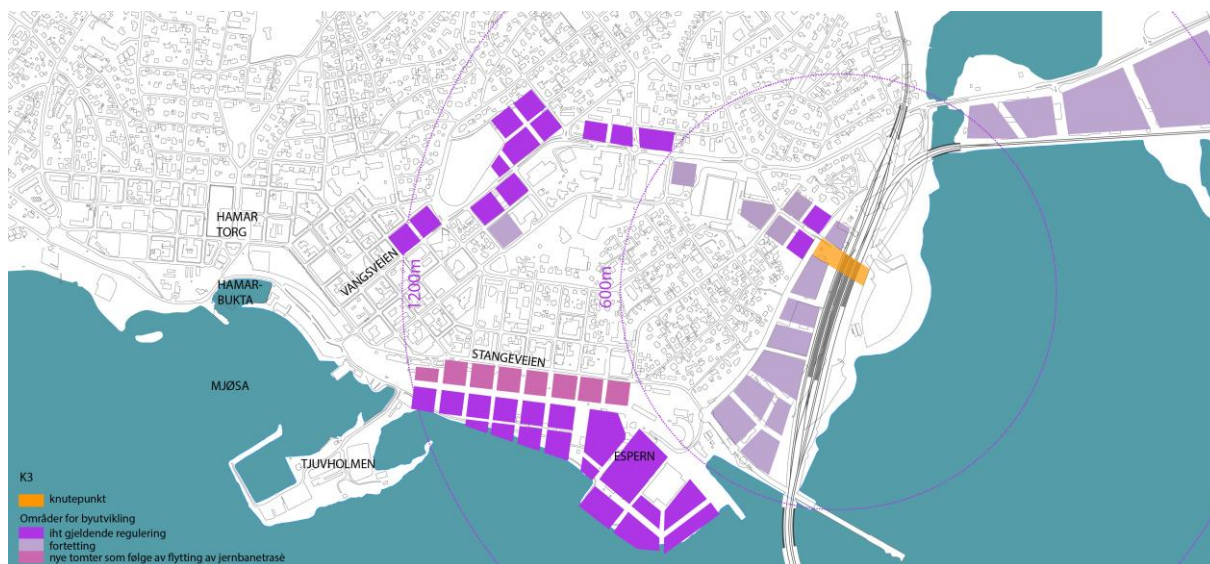 HAMAR
TORG
VANGSVEIEN
1200m
600m
HAMAR-
BUKTA
STANGEVEIEN
MJØSA
TJUVHOLMEN
ESPERN
K3
knutepunkt
Områder for byutvikling
iht gjeldende regulering
fortetting
nye tomter som følge av flytting av jernbanetrasè